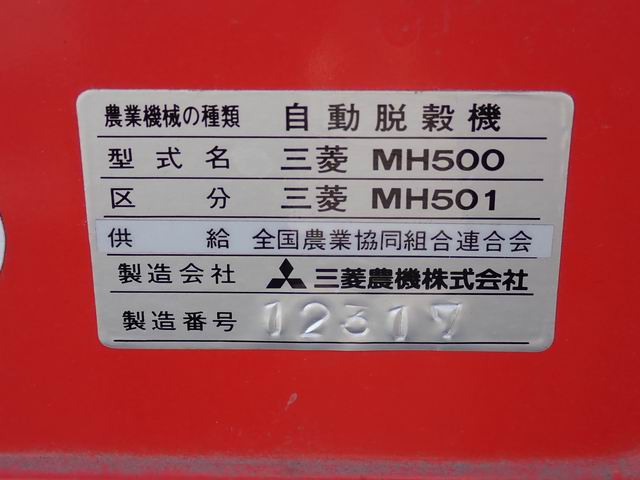 農業機械の種類 自動脱穀機
型式名 三菱 MH500
区分 三菱 MH501
供給 全国農業協同組合連合会
製造会社 三菱農機株式会社
製造番号 12317